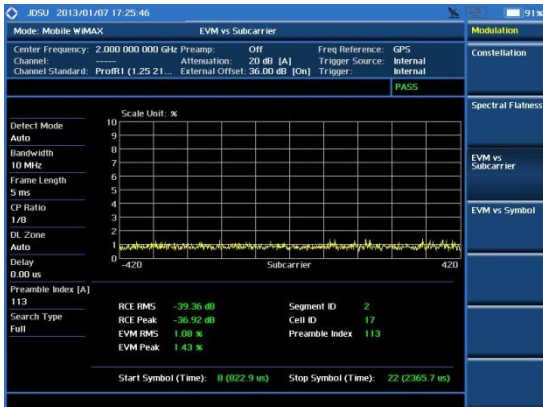 JDSU 2013/01/07 17:25:46
91%
Mode: Mobile WiMAX EVM vs Subcarrier
Modulation
Center Frequency: 2.000 000 000 GHz Preamp: Off Freq Reference: GPS
Channel: ----- Attenuation: 20 dB [A] Trigger Source: Internal
Channel Standard: ProfR1 (1.25 21... External Offset: 36.00 dB [On] Trigger: Internal
PASS
Constellation
Spectral Flatness
EVM vs
Subcarrier
EVM vs Symbol
Detect Mode
Auto
Bandwidth
10 MHz
Frame Length
5 ms
CP Ratio
1/8
DL Zone
Auto
Delay
0.00 us
Preamble Index [A]
113
Search Type
Full
Scale Unit: %
10
9
8
7
6
5
4
3
2
1
0
-420 Subcarrier 420
RCE RMS -39.36 dB Segment ID 2
RCE Peak -36.92 dB Cell ID 17
EVM RMS 1.08 % Preamble Index 113
EVM Peak 1.43 %
Start Symbol (Time): 8 (822.9 us) Stop Symbol (Time): 22 (2365.7 us)